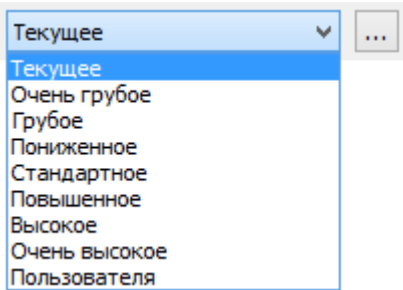 Текущее
...
Текущее
Очень грубое
Грубое
Пониженное
Стандартное
Повышенное
Высокое
Очень высокое
Пользователя